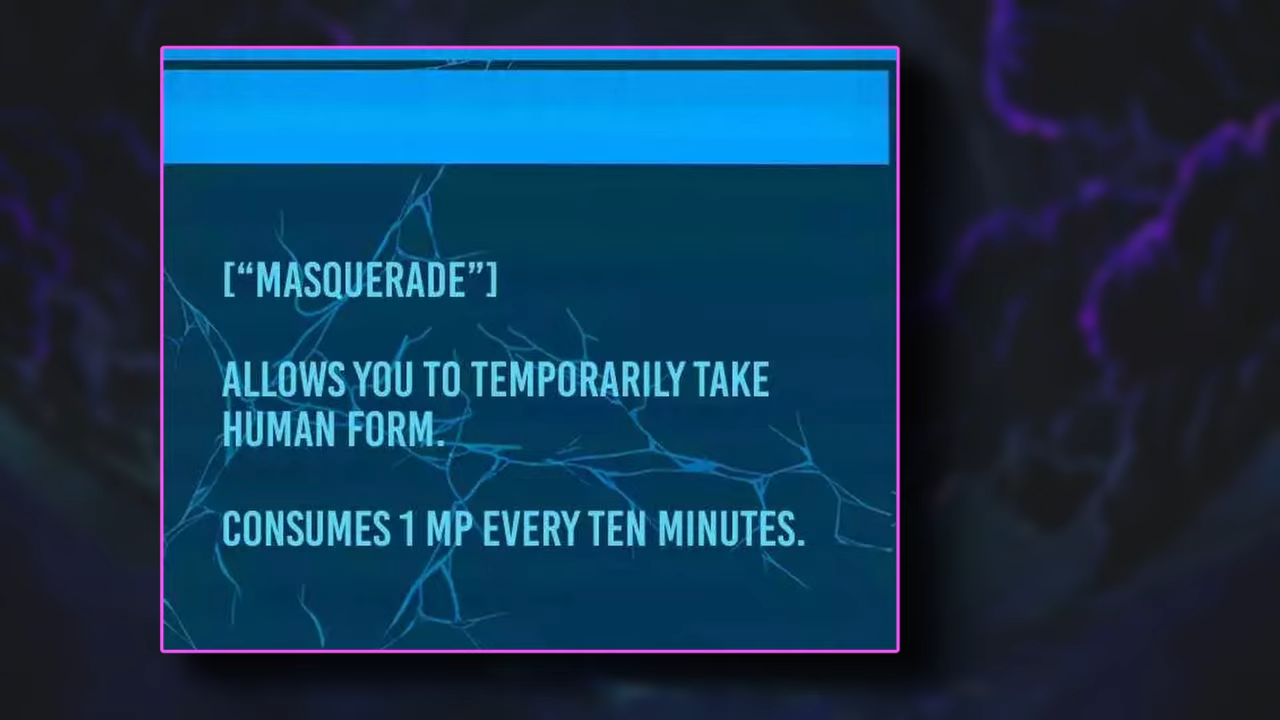 [“MASQUERADE”]
ALLOWS YOU TO TEMPORARILY TAKE
HUMAN FORM.
CONSUMES 1 MP EVERY TEN MINUTES.